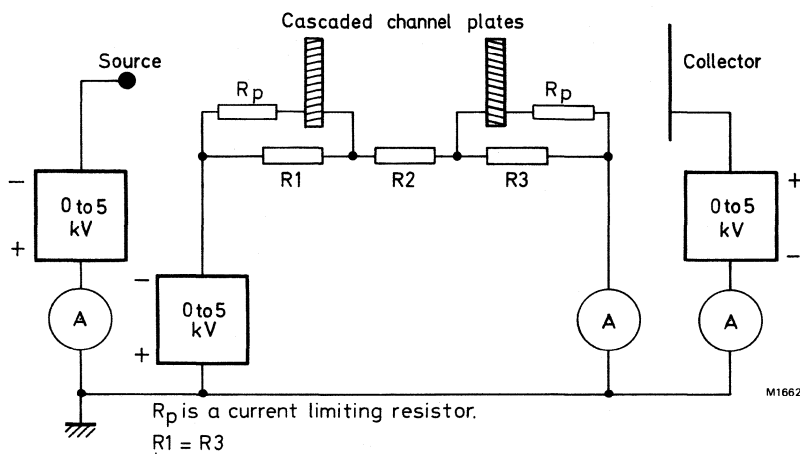 Cascaded channel plates
Source
Collector
Rp
Rp
R1
R2
R3
-
+
0 to 5
kV
-
+
0 to 5
kV
+
-
0 to 5
kV
A
A
A
M1662
Rp is a current limiting resistor.
R1 = R3